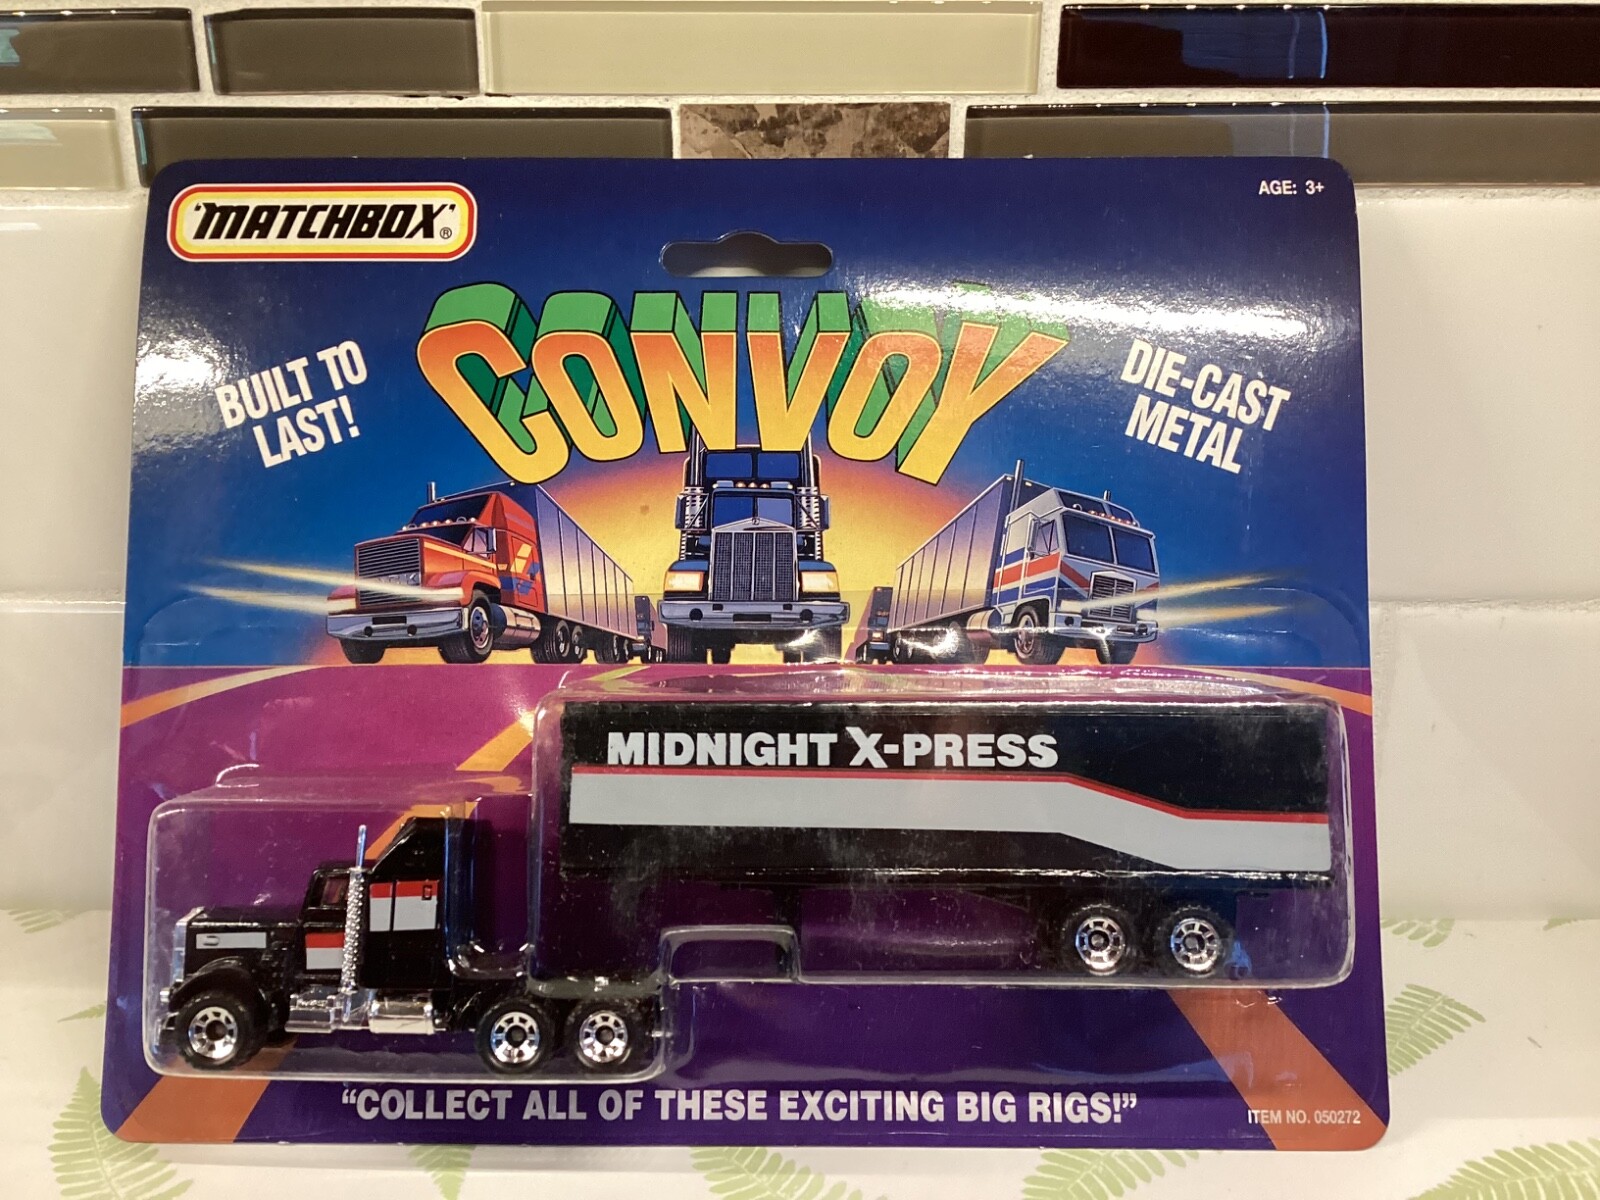 'MATCHBOX'®
AGE: 3+
CONVOY
BUILT TO
LAST!
DIE-CAST
METAL
MIDNIGHT X-PRESS
"COLLECT ALL OF THESE EXCITING BIG RIGS!"
ITEM NO. 050272